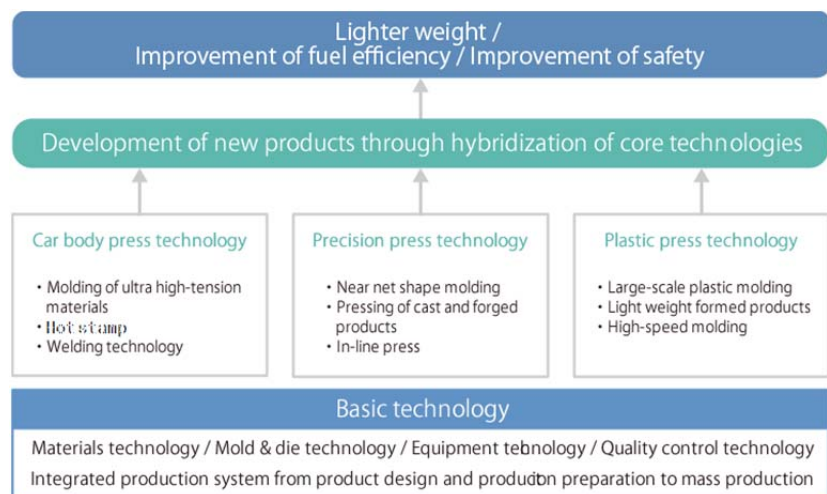 Lighter weight /
Improvement of fuel efficiency / Improvement of safety
Development of new products through hybridization of core technologies
Car body press technology
・Molding of ultra high-tension
materials
・Hot stamp
・Welding technology
Precision press technology
・Near net shape molding
・Pressing of cast and forged
products
・In-line press
Plastic press technology
・Large-scale plastic molding
・Light weight formed products
・High-speed molding
Basic technology
Materials technology / Mold & die technology / Equipment technology / Quality control technology
Integrated production system from product design and production preparation to mass production